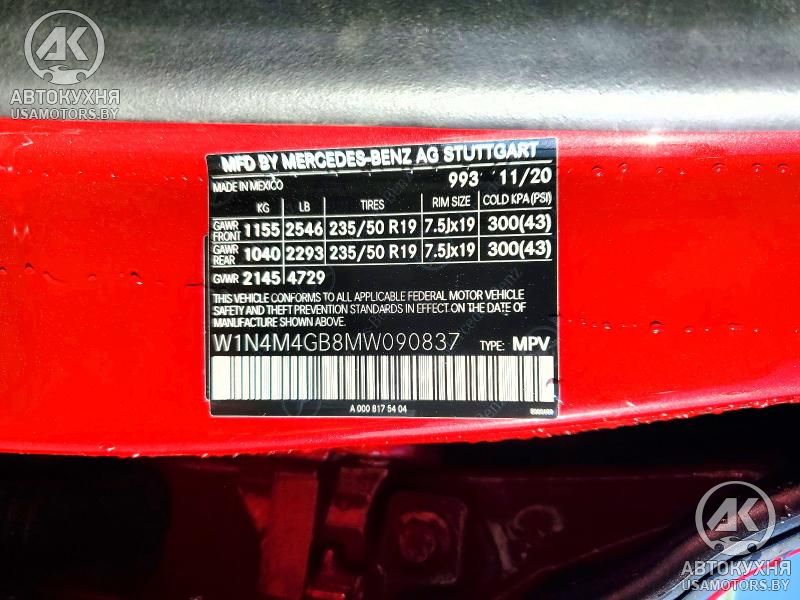 AK
АВТОКУХНЯ
USAMOTORS.BY
MFD BY MERCEDES-BENZ AG STUTTGART
MADE IN MEXICO 993 11/20
KG LB TIRES RIM SIZE COLD KPA (PSI)
GAWR FRONT 1155 2546 235/50 R19 7.5Jx19 300(43)
GAWR REAR 1040 2293 235/50 R19 7.5Jx19 300(43)
GVWR 2145 4729
THIS VEHICLE CONFORMS TO ALL APPLICABLE FEDERAL MOTOR VEHICLE
SAFETY AND THEFT PREVENTION STANDARDS IN EFFECT ON THE DATE OF
MANUFACTURE SHOWN ABOVE.
W1N4M4GB8MW090837 TYPE: MPV
A 000 817 54 04
AK
АВТОКУХНЯ
USAMOTORS.BY